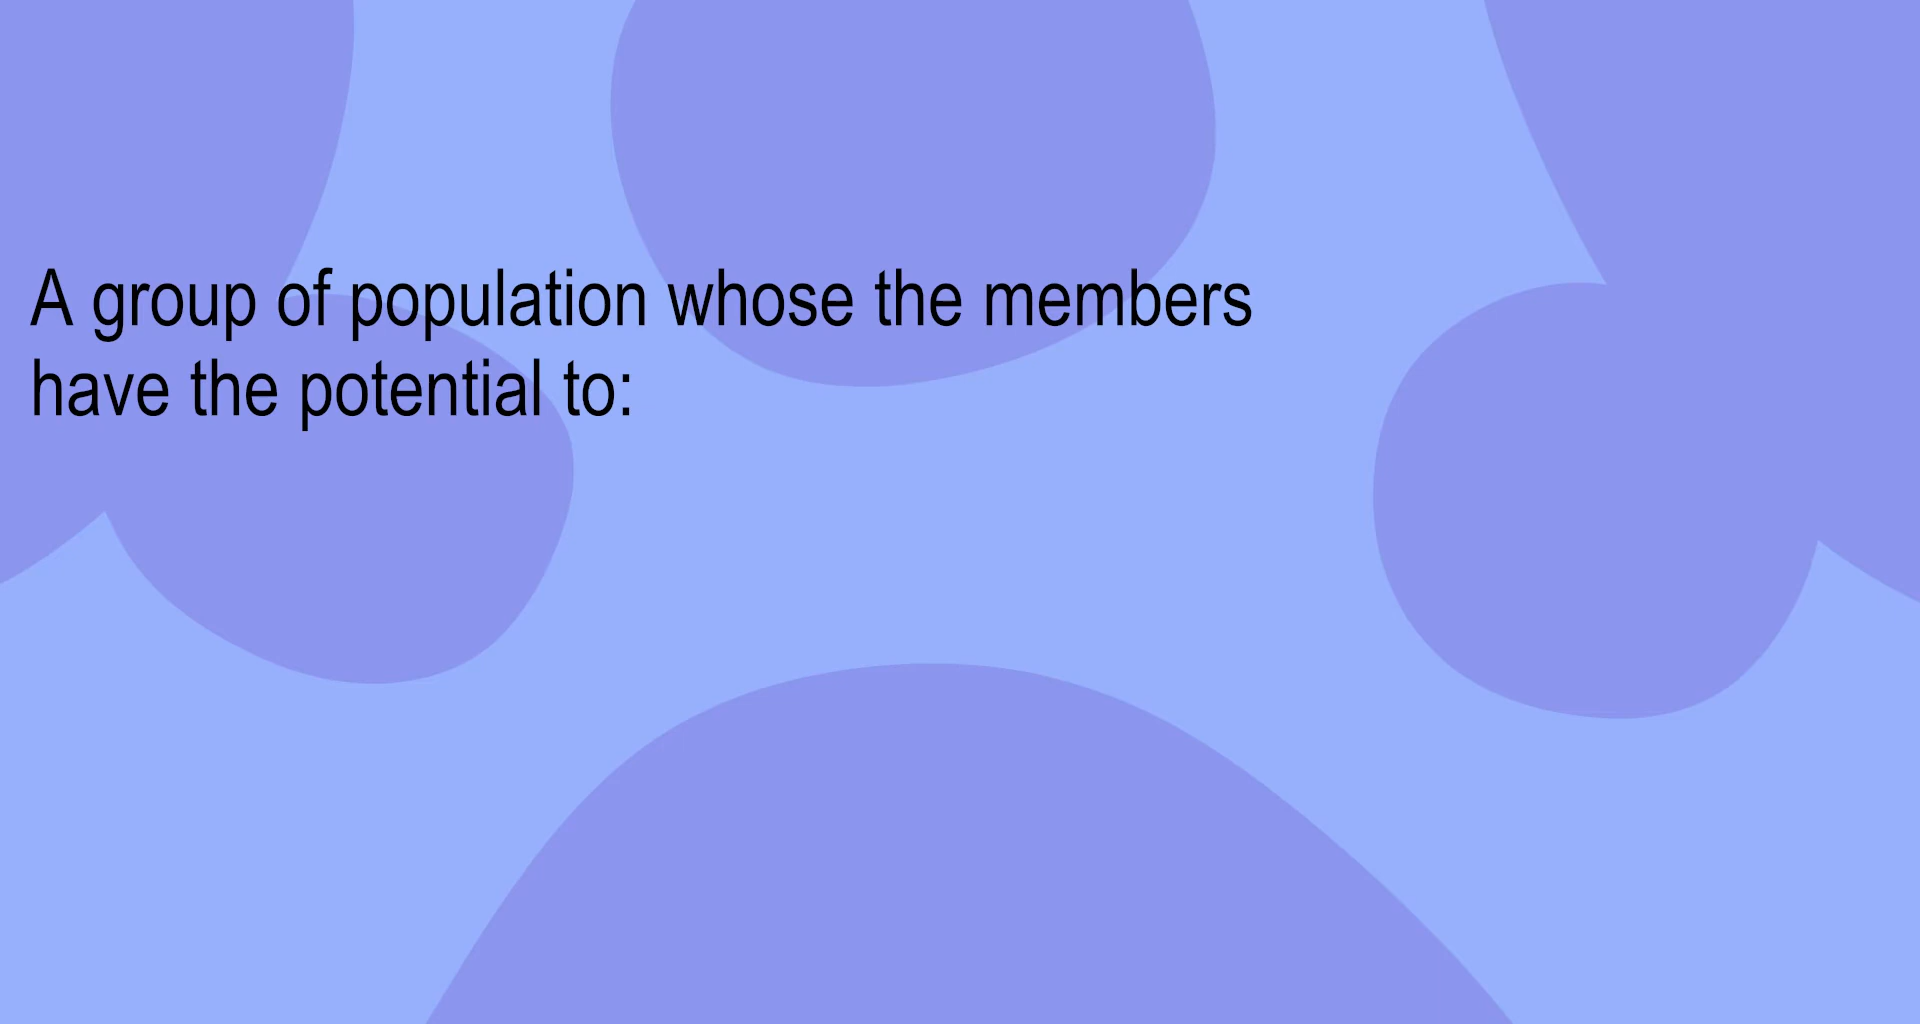 A group of population whose the members
have the potential to: